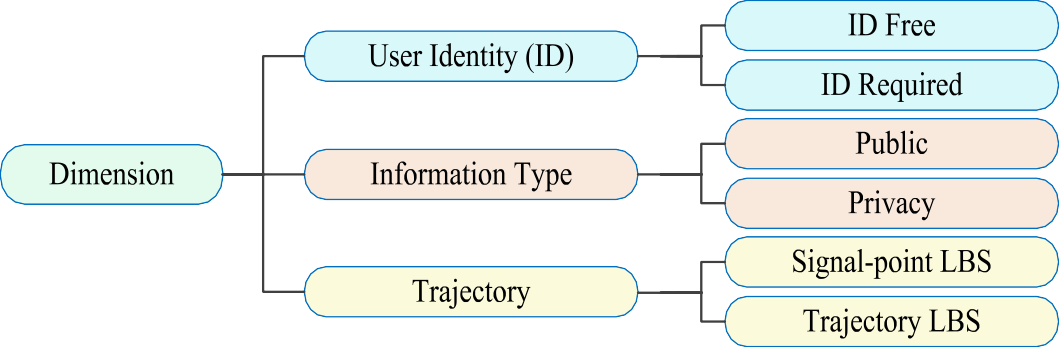 Dimension
User Identity (ID)
ID Free
ID Required
Information Type
Public
Privacy
Trajectory
Signal-point LBS
Trajectory LBS